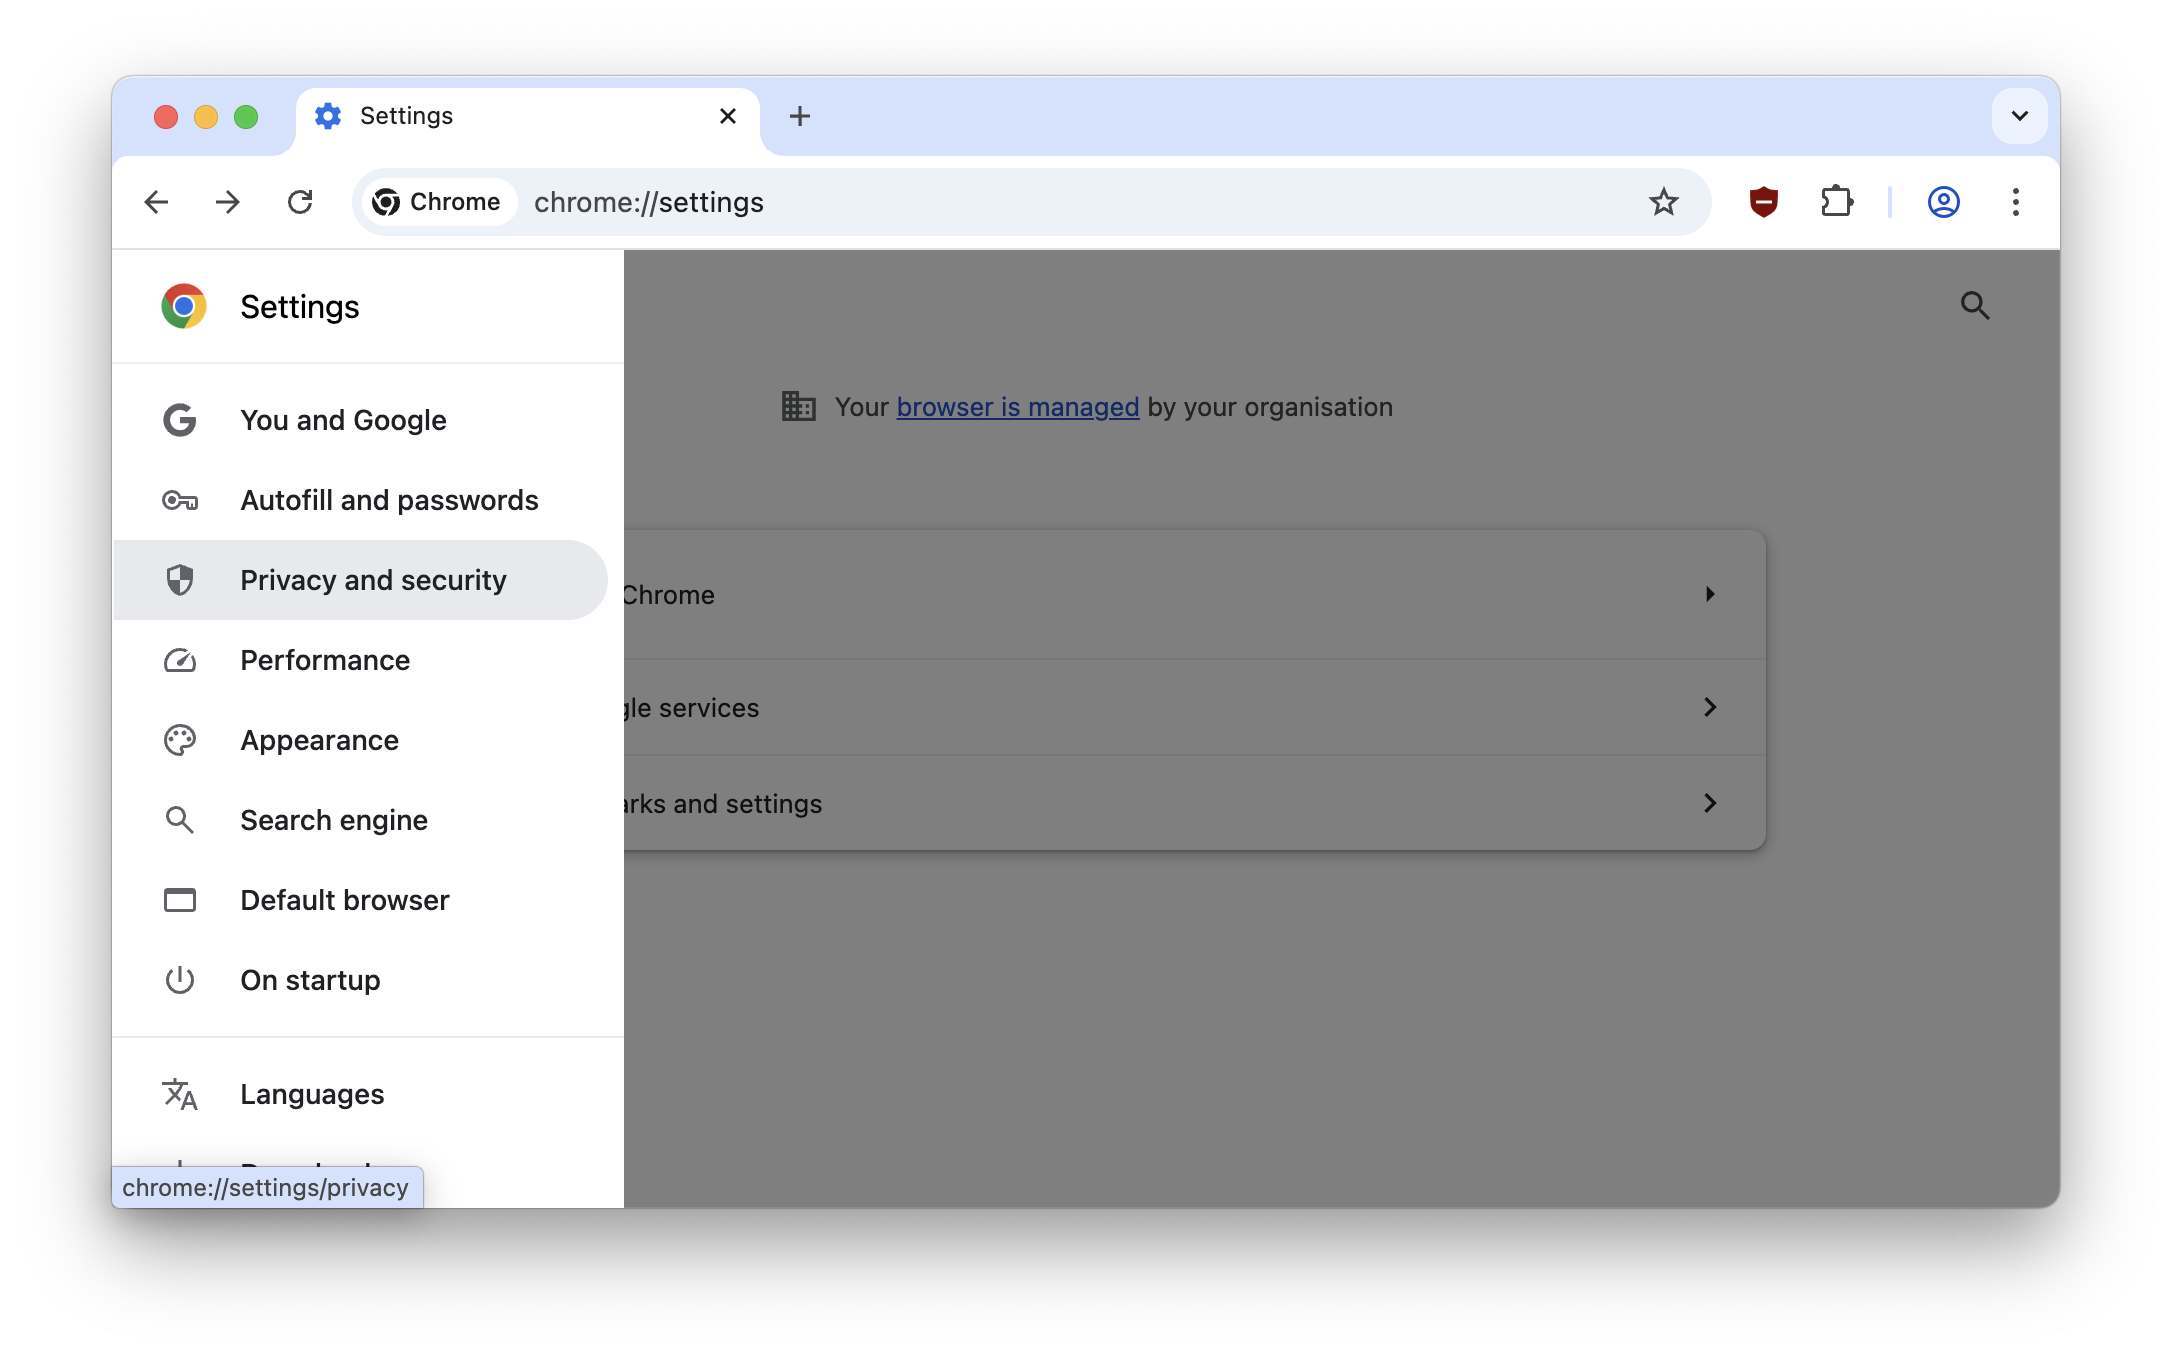 Settings
Chrome
chrome://settings
Settings
You and Google
Autofill and passwords
Privacy and security
Performance
Appearance
Search engine
Default browser
On startup
Languages
chrome://settings/privacy
Your browser is managed by your organisation
Chrome
gle services
arks and settings